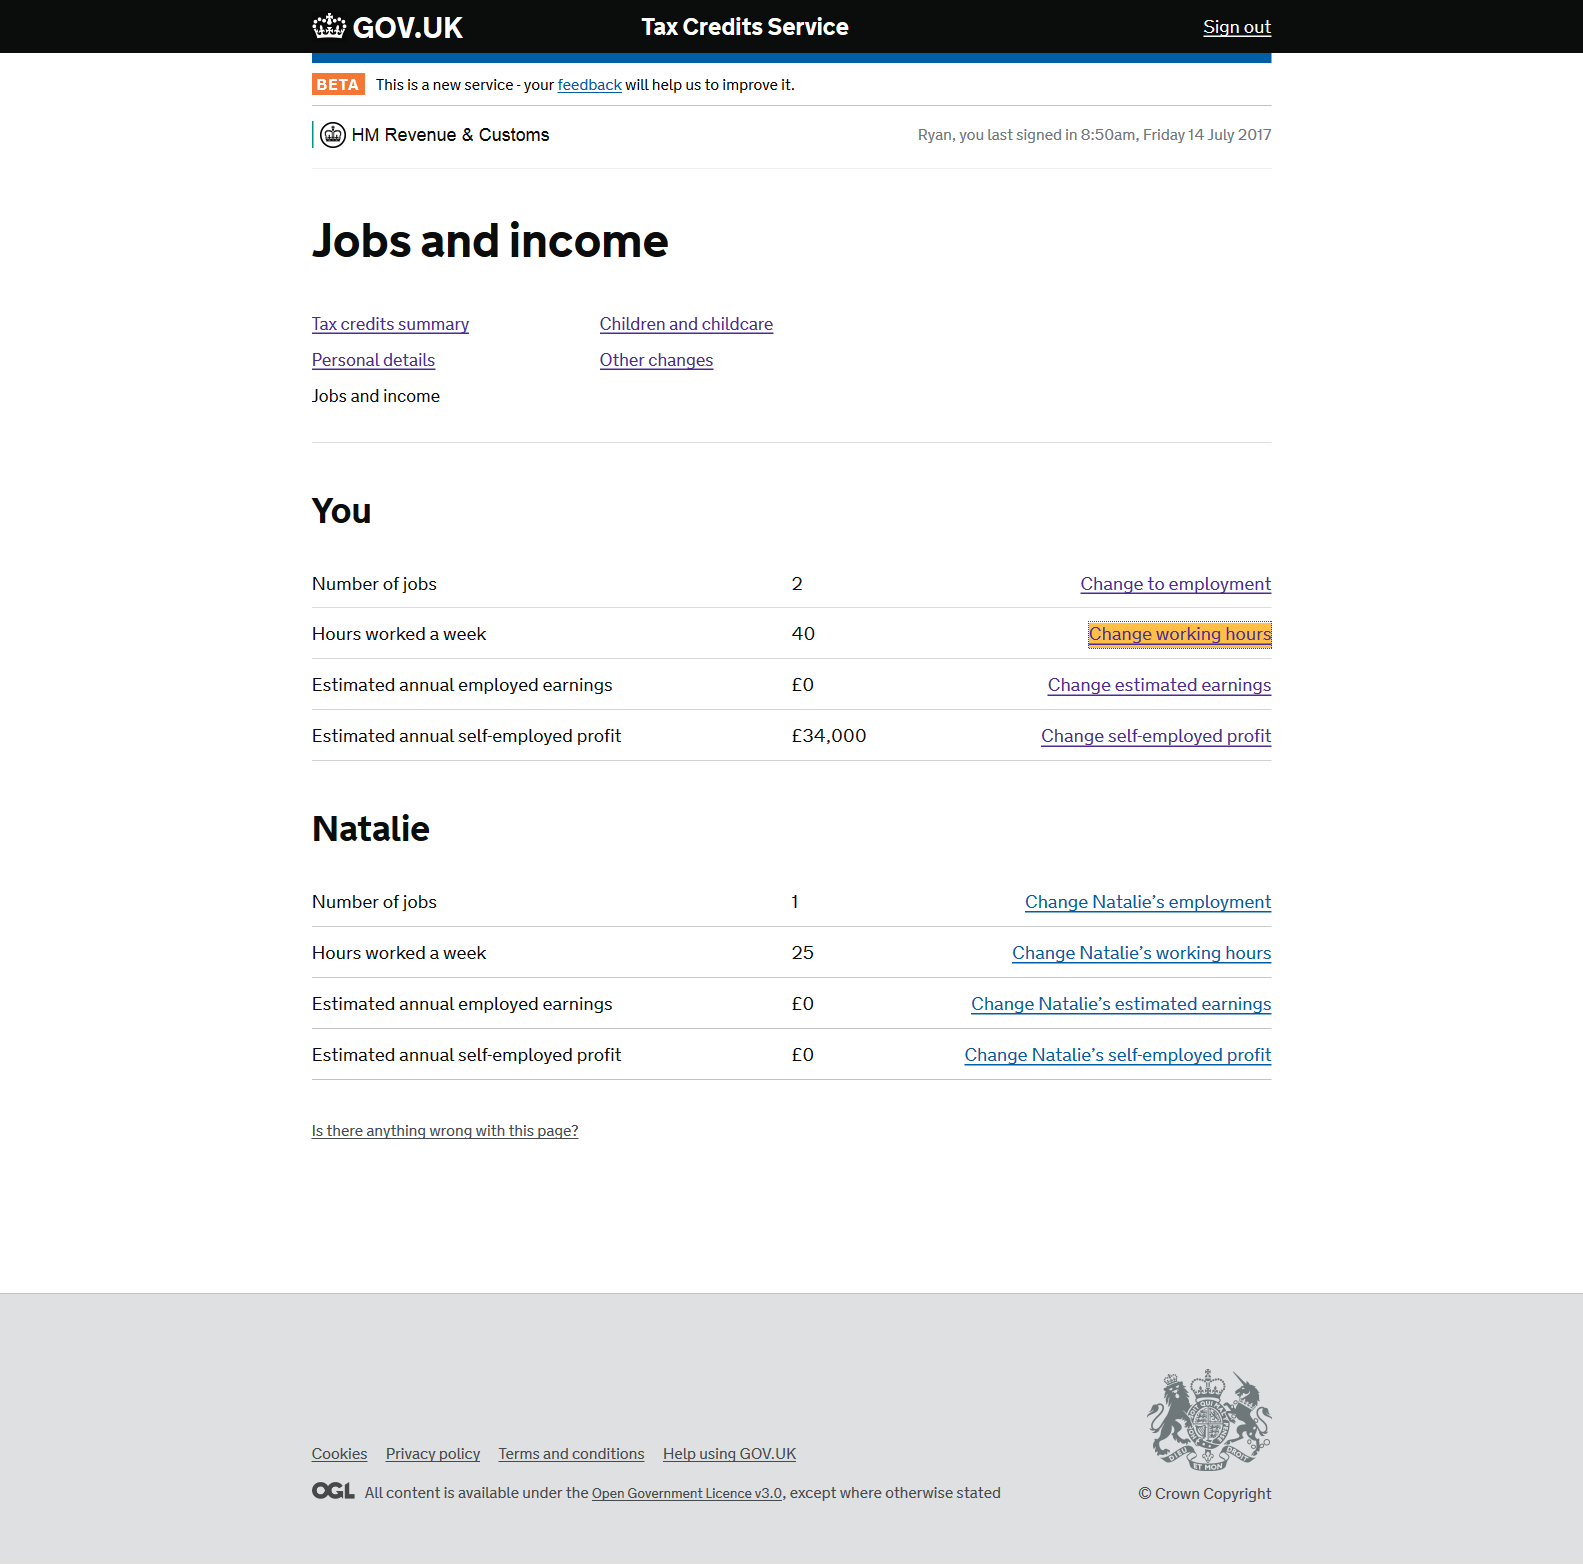 GOV.UK Tax Credits Service Sign out
BETA This is a new service - your feedback will help us to improve it.
HM Revenue & Customs Ryan, you last signed in 8:50am, Friday 14 July 2017
Jobs and income
Tax credits summary Children and childcare
Personal details Other changes
Jobs and income
You
Number of jobs 2 Change to employment
Hours worked a week 40 Change working hours
Estimated annual employed earnings £0 Change estimated earnings
Estimated annual self-employed profit £34,000 Change self-employed profit
Natalie
Number of jobs 1 Change Natalie’s employment
Hours worked a week 25 Change Natalie’s working hours
Estimated annual employed earnings £0 Change Natalie’s estimated earnings
Estimated annual self-employed profit £0 Change Natalie’s self-employed profit
Is there anything wrong with this page?
Cookies Privacy policy Terms and conditions Help using GOV.UK
OGL All content is available under the Open Government Licence v3.0, except where otherwise stated
© Crown Copyright